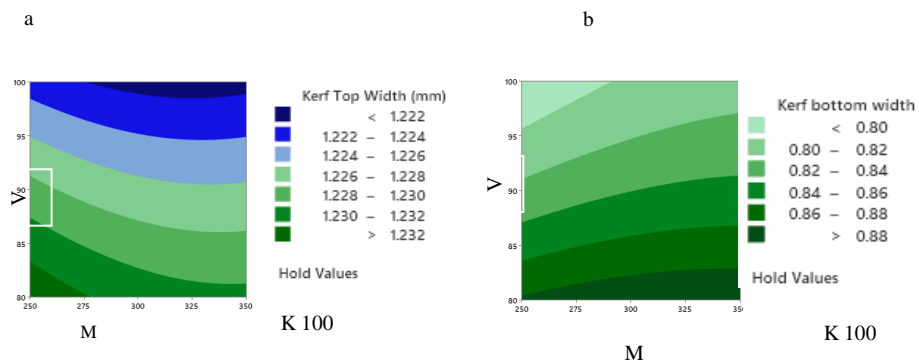 a
Kerf Top Width (mm)
< 1.222
1.222 – 1.224
1.224 – 1.226
1.226 – 1.228
1.228 – 1.230
1.230 – 1.232
> 1.232
Hold Values
K 100
V
100
95
90
85
80
250
275
300
325
350
M
b
Kerf bottom width
< 0.80
0.80 – 0.82
0.82 – 0.84
0.84 – 0.86
0.86 – 0.88
> 0.88
Hold Values
K 100
V
100
95
90
85
80
250
275
300
325
35
M